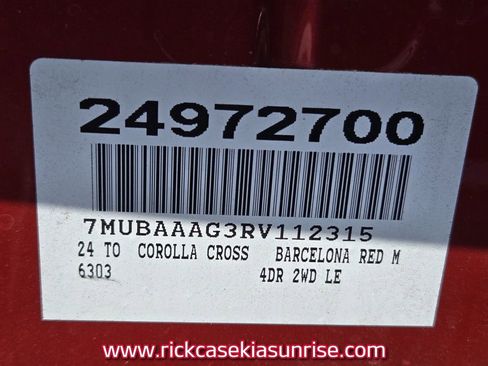 24972700
7MUBAAAG3RV112315
24 TO COROLLA CROSS BARCELONA RED M
6303 4DR 2WD LE
www.rickcasekiasunrise.com